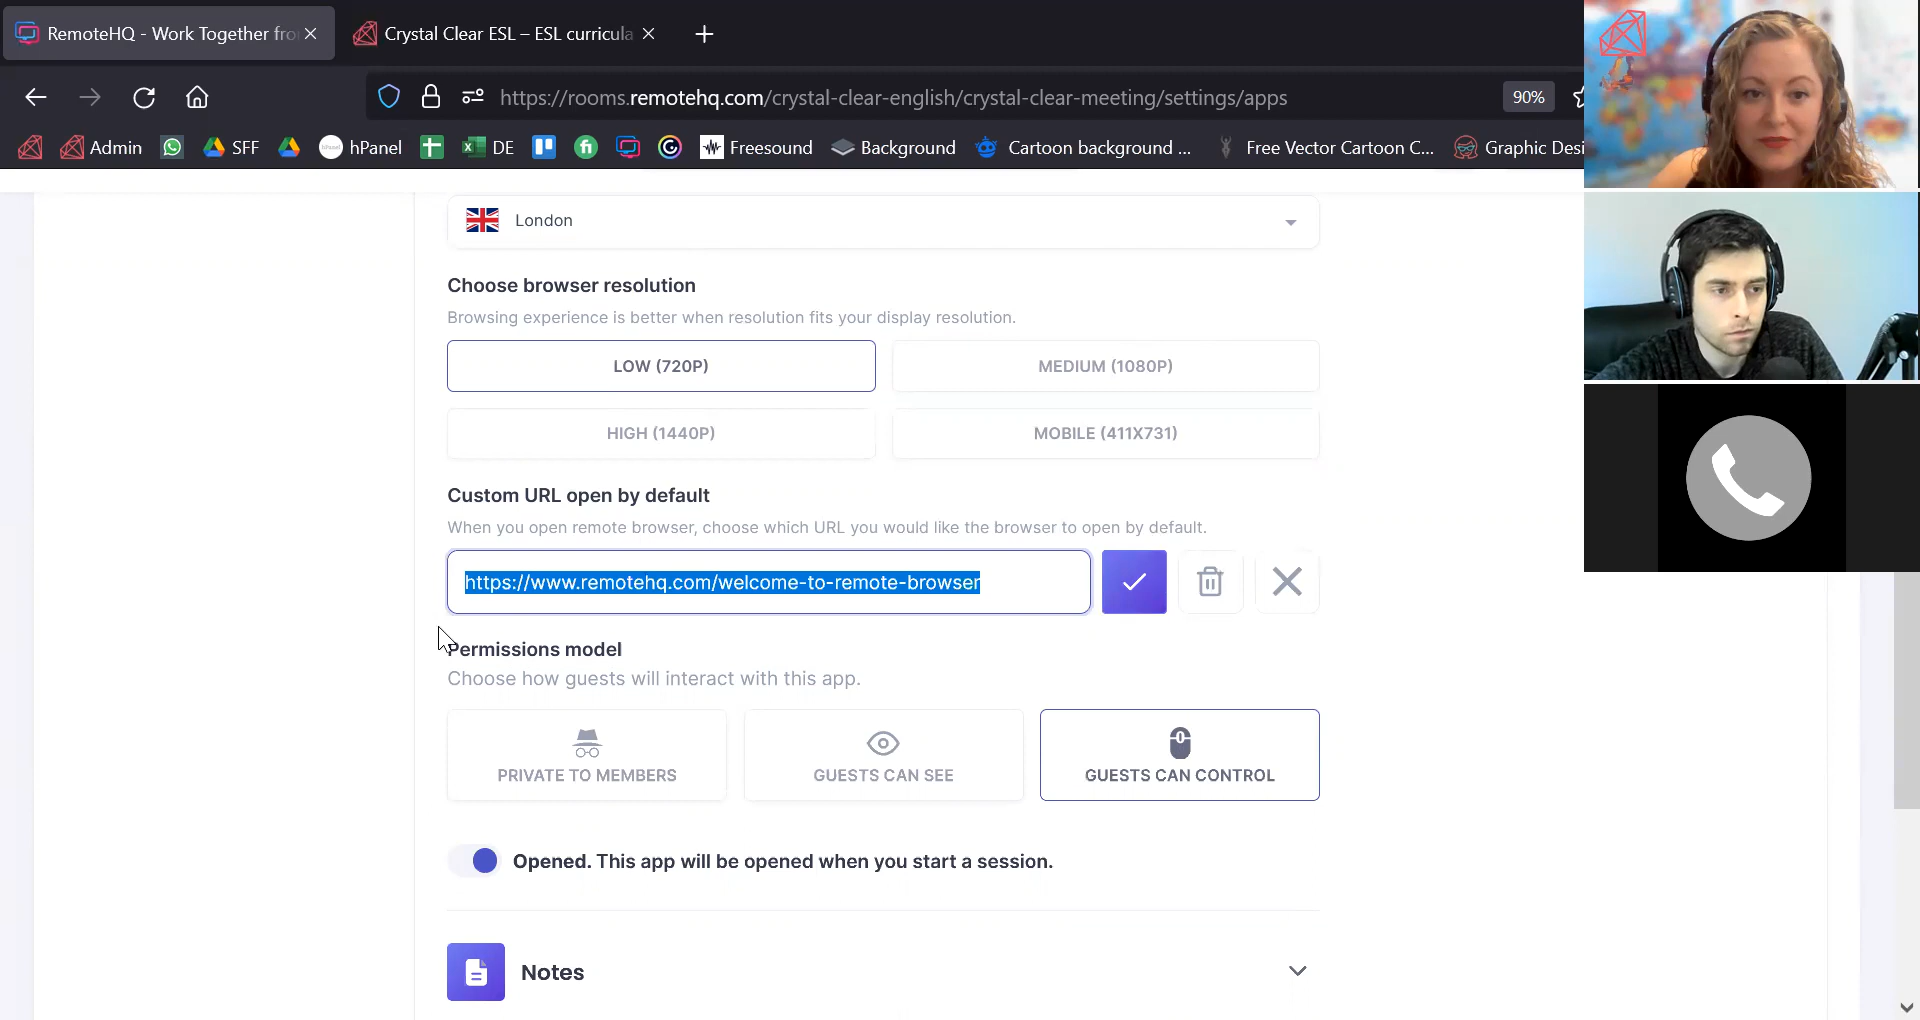 RemoteHQ - Work Together fro
Crystal Clear ESL – ESL curricula
https://rooms.remotehq.com/crystal-clear-english/crystal-clear-meeting/settings/apps
90%
Admin
SFF
hPanel
DE
Freesound
Background
Cartoon background ...
Free Vector Cartoon C...
Graphic Desi
London
Choose browser resolution
Browsing experience is better when resolution fits your display resolution.
LOW (720P)
MEDIUM (1080P)
HIGH (1440P)
MOBILE (411X731)
Custom URL open by default
When you open remote browser, choose which URL you would like the browser to open by default.
https://www.remotehq.com/welcome-to-remote-browser
Permissions model
Choose how guests will interact with this app.
PRIVATE TO MEMBERS
GUESTS CAN SEE
GUESTS CAN CONTROL
Opened. This app will be opened when you start a session.
Notes